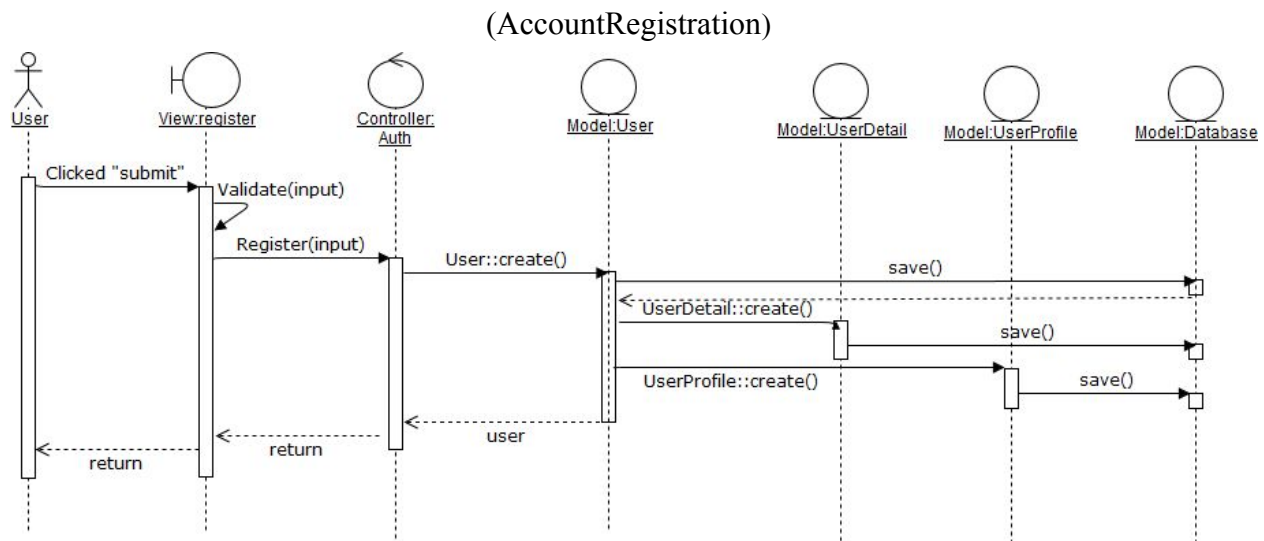 (AccountRegistration)
User
View:register
Controller:
Auth
Model:User
Model:UserDetail
Model:UserProfile
Model:Database
Clicked "submit"
Validate(input)
Register(input)
User::create()
save()
UserDetail::create()
save()
UserProfile::create()
save()
user
return
return